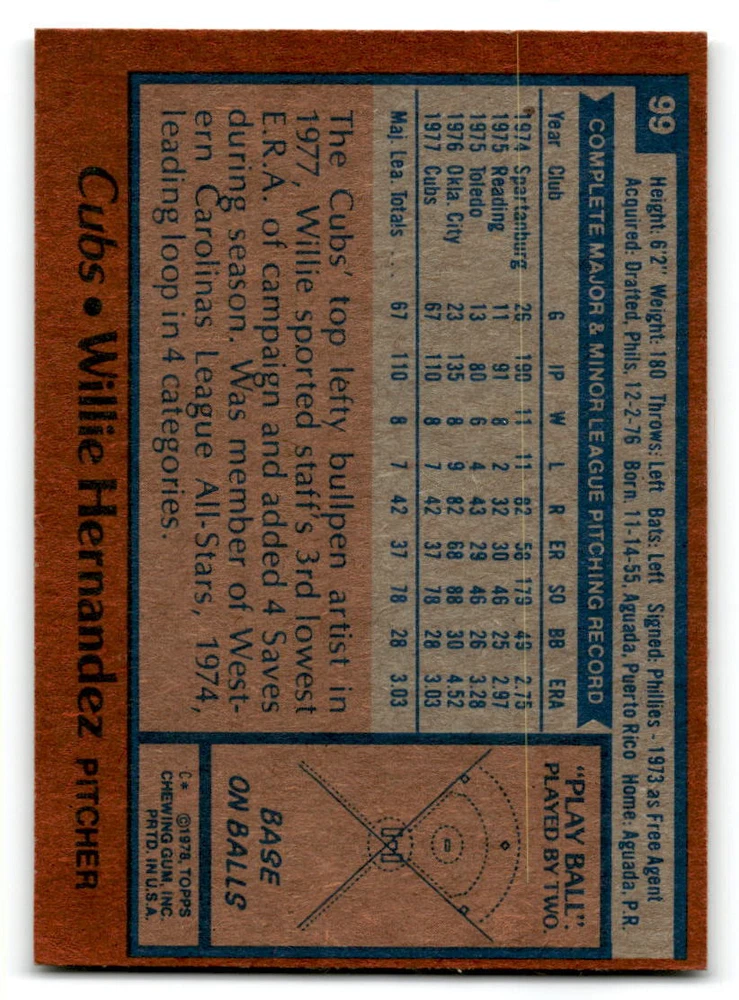 99
Height: 6'2" Weight: 180 Throws: Left Bats: Left Signed: Phillies - 1973 as Free Agent
Acquired: Drafted, Phils, 12-2-76 Born: 11-14-55, Aguada, Puerto Rico Home: Aguada, P.R.
COMPLETE MAJOR & MINOR LEAGUE PITCHING RECORD
Year Club G IP W L R ER SO BB ERA
1974 Spartanburg 26 190 11 11 82 58 179 49 2.75
1975 Reading 11 91 8 2 32 30 46 25 2.97
1975 Toledo 13 80 6 4 43 29 46 26 3.28
1976 Okla. City 23 135 8 9 82 68 88 30 4.52
1977 Cubs 67 110 8 7 42 37 78 28 3.03
Maj. Lea. Totals ... 67 110 8 7 42 37 78 28 3.03
The Cubs' top lefty bullpen artist in
1977, Willie sported staff's 3rd lowest
E.R.A. of campaign and added 4 Saves
during season. Was member of West-
ern Carolinas League All-Stars, 1974,
leading loop in 4 categories.
"PLAY BALL":
PLAYED BY TWO.
BASE
ON BALLS
C* ©1978, TOPPS
CHEWING GUM, INC.
PRTD. IN U.S.A.
Cubs • Willie Hernandez PITCHER